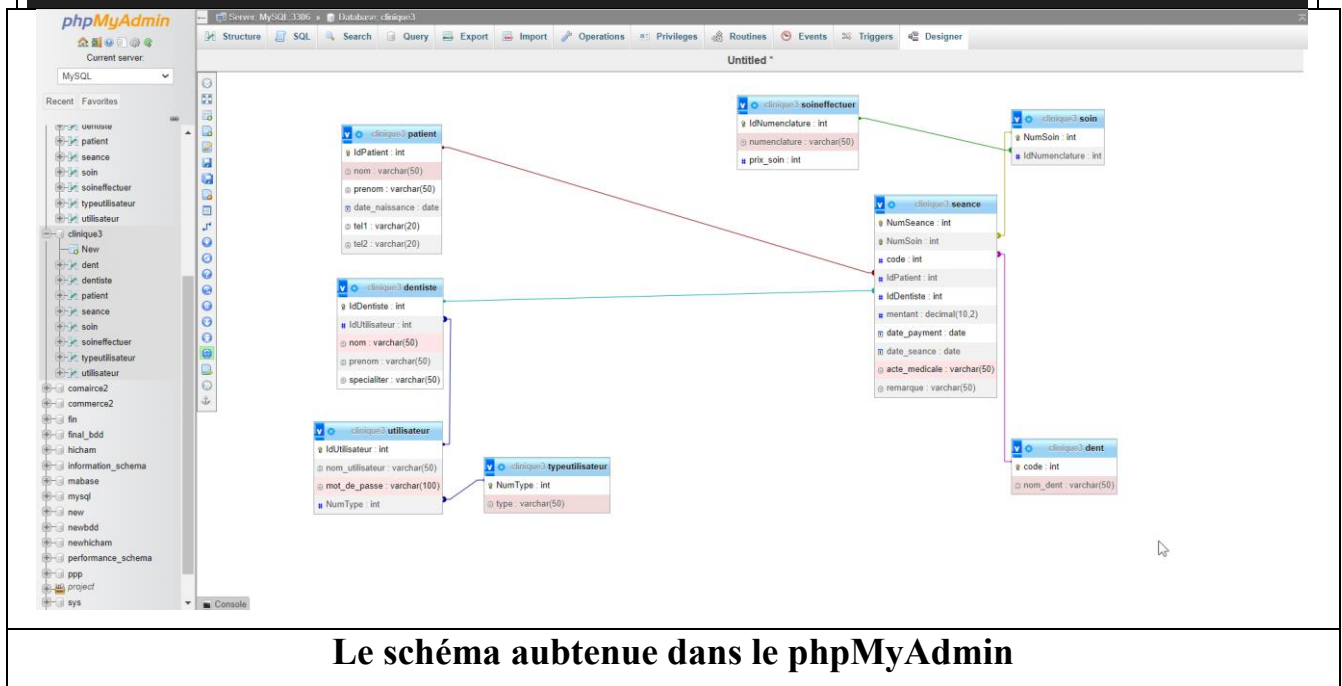 phpMyAdmin
Current server:
MySQL
Recent Favorites
dentiste
patient
seance
soin
soineffectuer
typeutilisateur
utilisateur
clinique3
New
dent
dentiste
patient
seance
soin
soineffectuer
typeutilisateur
utilisateur
comairce2
commerce2
fin
final_bdd
hicham
information_schema
mabase
mysql
new
newbdd
newhicham
performance_schema
ppp
project
sys
Server: MySQL:3306 » Database: clinique3
Structure SQL Search Query Export Import Operations Privileges Routines Events Triggers Designer
Untitled *
clinique3 patient
IdPatient : int
nom : varchar(50)
prenom : varchar(50)
date_naissance : date
tel1 : varchar(20)
tel2 : varchar(20)
clinique3 dentiste
IdDentiste : int
IdUtilisateur : int
nom : varchar(50)
prenom : varchar(50)
specialiter : varchar(50)
clinique3 utilisateur
IdUtilisateur : int
nom_utilisateur : varchar(50)
mot_de_passe : varchar(100)
NumType : int
clinique3 typeutilisateur
NumType : int
type : varchar(50)
clinique3 soineffectuer
IdNumenclature : int
numenclature : varchar(50)
prix_soin : int
clinique3 soin
NumSoin : int
IdNumenclature : int
clinique3 seance
NumSeance : int
NumSoin : int
code : int
IdPatient : int
IdDentiste : int
mentant : decimal(10,2)
date_payment : date
date_seance : date
acte_medicale : varchar(50)
remarque : varchar(50)
clinique3 dent
code : int
nom_dent : varchar(50)
Console
Le schéma aubtenue dans le phpMyAdmin